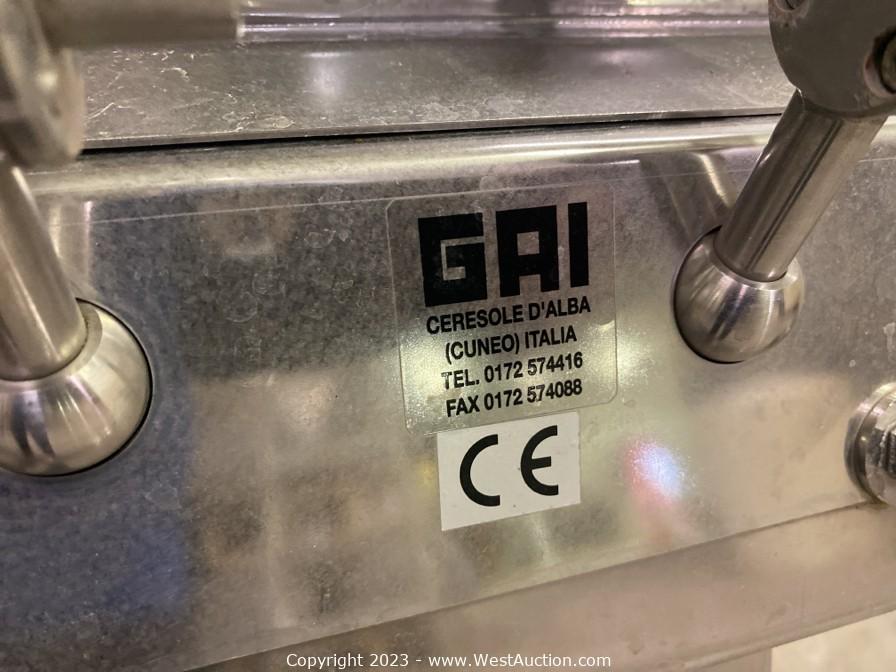 GAI
CERESOLE D'ALBA
(CUNEO) ITALIA
TEL. 0172 574416
FAX 0172 574088
CE
Copyright 2023 - www.WestAuction.com